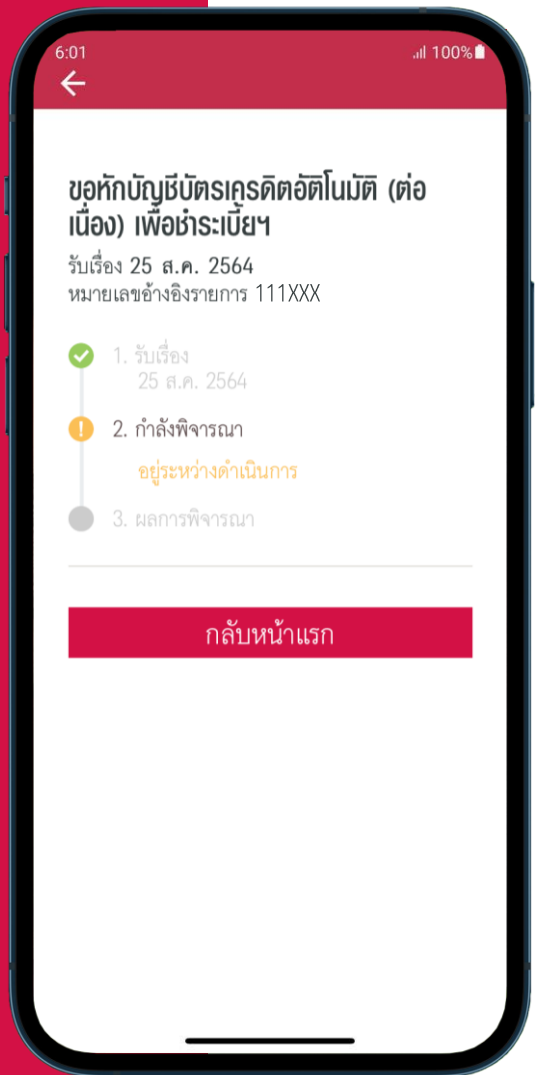 6:01
100%
ขอหักบัญชีบัตรเครดิตอัติโนมัติ (ต่อ
เนื่อง) เพื่อชำระเบี้ยฯ
รับเรื่อง 25 ส.ค. 2564
หมายเลขอ้างอิงรายการ 111XXX
1. รับเรื่อง
25 ส.ค. 2564
2. กำลังพิจารณา
อยู่ระหว่างดำเนินการ
3. ผลการพิจารณา
กลับหน้าแรก